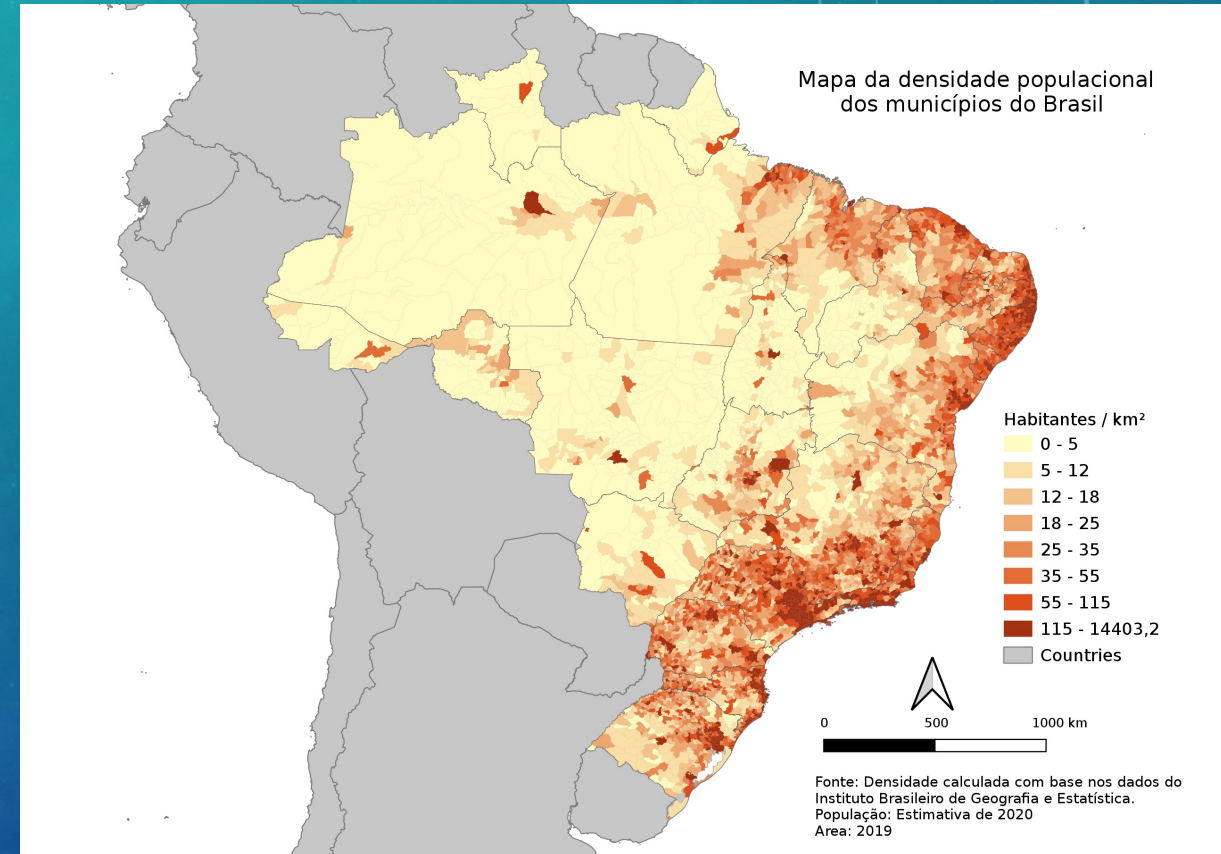 Mapa da densidade populacional
dos municípios do Brasil
Habitantes / km²
0 - 5
5 - 12
12 - 18
18 - 25
25 - 35
35 - 55
55 - 115
115 - 14403,2
Countries
0 500 1000 km
Fonte: Densidade calculada com base nos dados do
Instituto Brasileiro de Geografia e Estatística.
População: Estimativa de 2020
Area: 2019